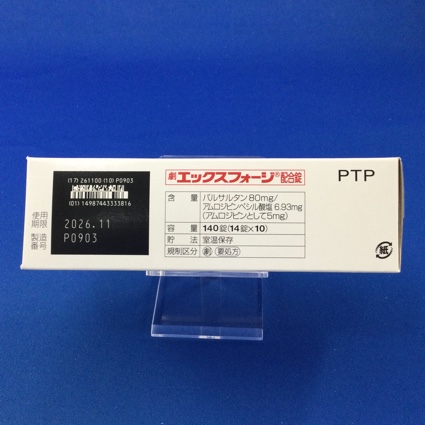 劇エックスフォージ®配合錠
PTP
(17) 261100 (10) P0903
(01) 14987443333816
使用期限 2026.11
製造番号 P0903
含量 バルサルタン 80mg/
アムロジピンベシル酸塩 6.93mg
(アムロジピンとして5mg)
容量 140錠(14錠×10)
貯法 室温保存
規制区分 劇 要処方
紙